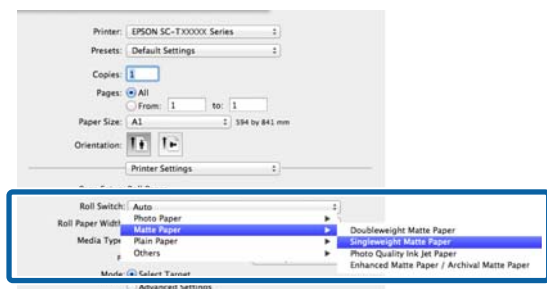 Printer: EPSON SC-TXXXXX Series
Presets: Default Settings
Copies: 1
Pages: All
From: 1 to: 1
Paper Size: A1 594 by 841 mm
Orientation:
Printer Settings
Roll Switch: Auto
Photo Paper
Roll Paper Width
Matte Paper
Media Type
Plain Paper
Others
Doubleweight Matte Paper
Singleweight Matte Paper
Photo Quality Ink Jet Paper
Enhanced Matte Paper / Archival Matte Paper
Mode: Select Target
Advanced Settings